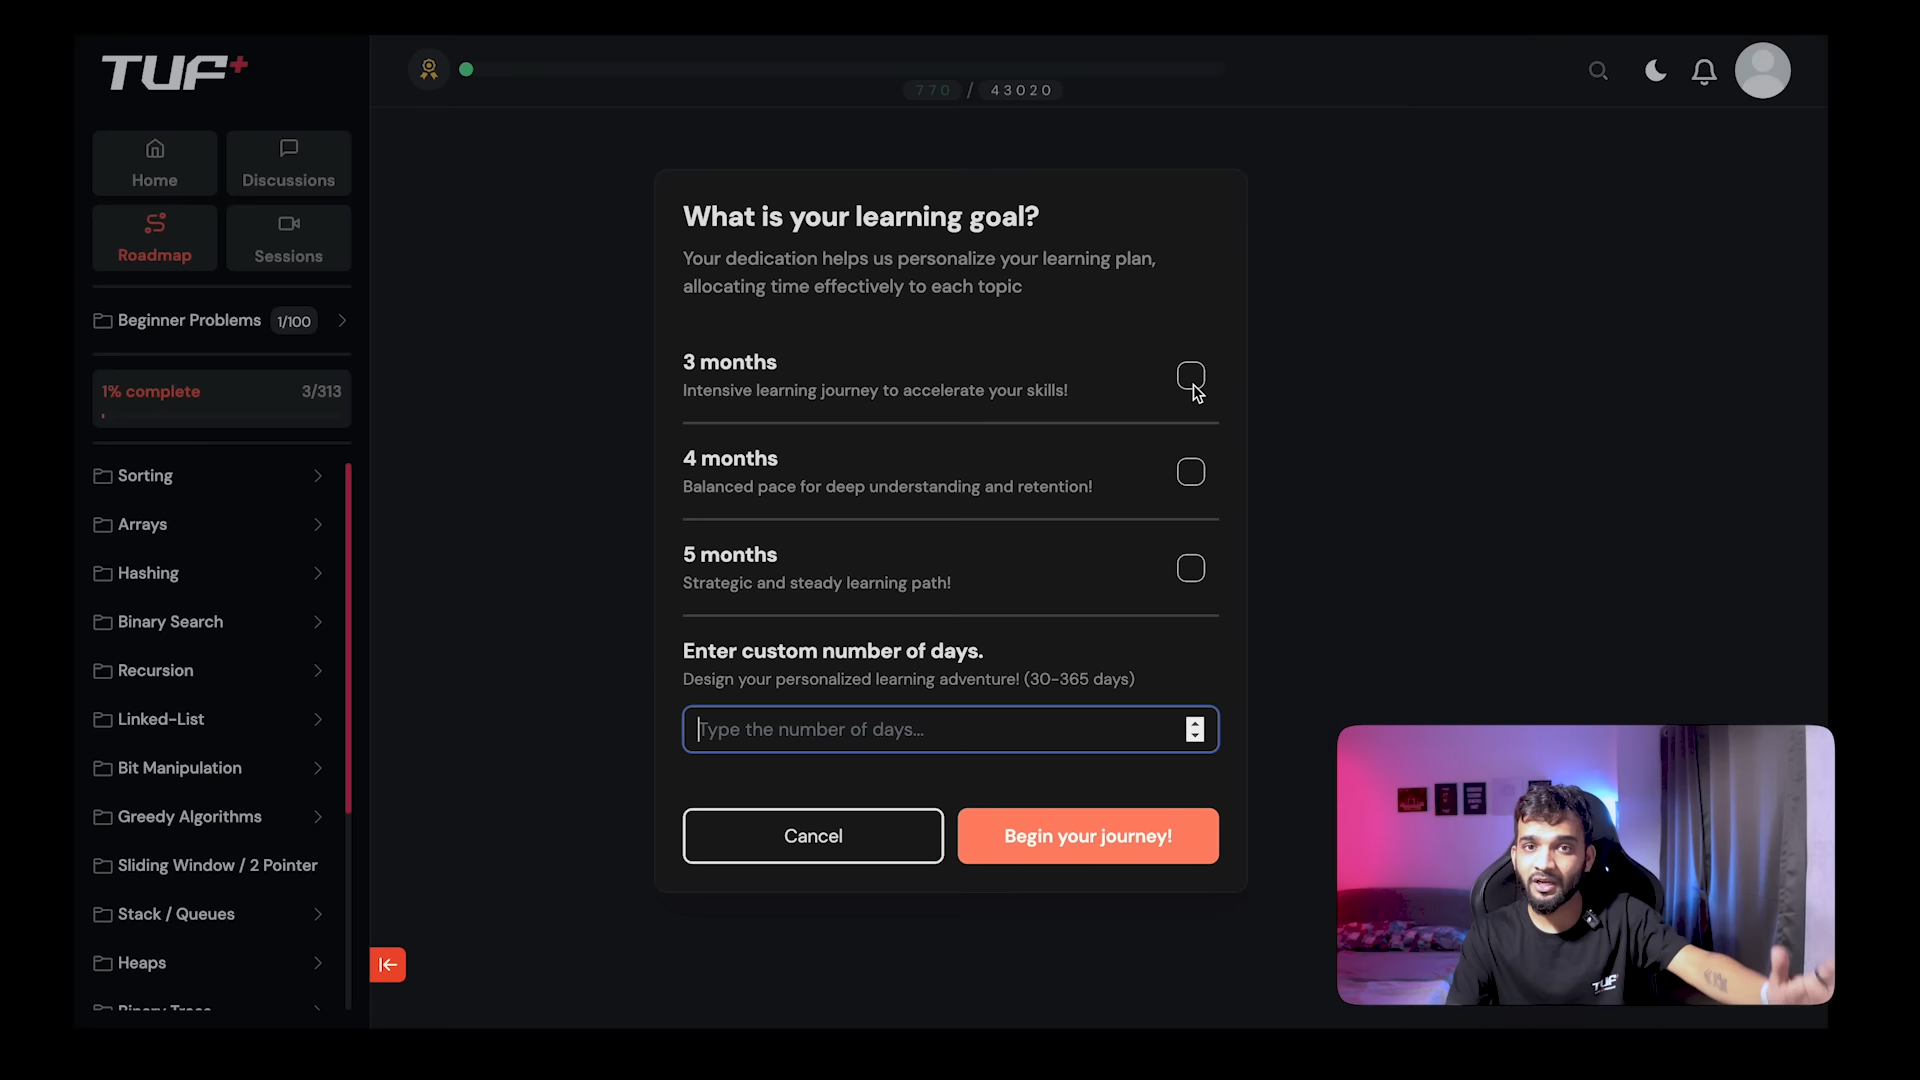 TUF+
770 / 43020
Home
Discussions
Roadmap
Sessions
Beginner Problems 1/100
1% complete 3/313
Sorting
Arrays
Hashing
Binary Search
Recursion
Linked-List
Bit Manipulation
Greedy Algorithms
Sliding Window / 2 Pointer
Stack / Queues
Heaps
Binary Trees
What is your learning goal?
Your dedication helps us personalize your learning plan,
allocating time effectively to each topic
3 months
Intensive learning journey to accelerate your skills!
4 months
Balanced pace for deep understanding and retention!
5 months
Strategic and steady learning path!
Enter custom number of days.
Design your personalized learning adventure! (30-365 days)
Type the number of days...
Cancel
Begin your journey!
TUF